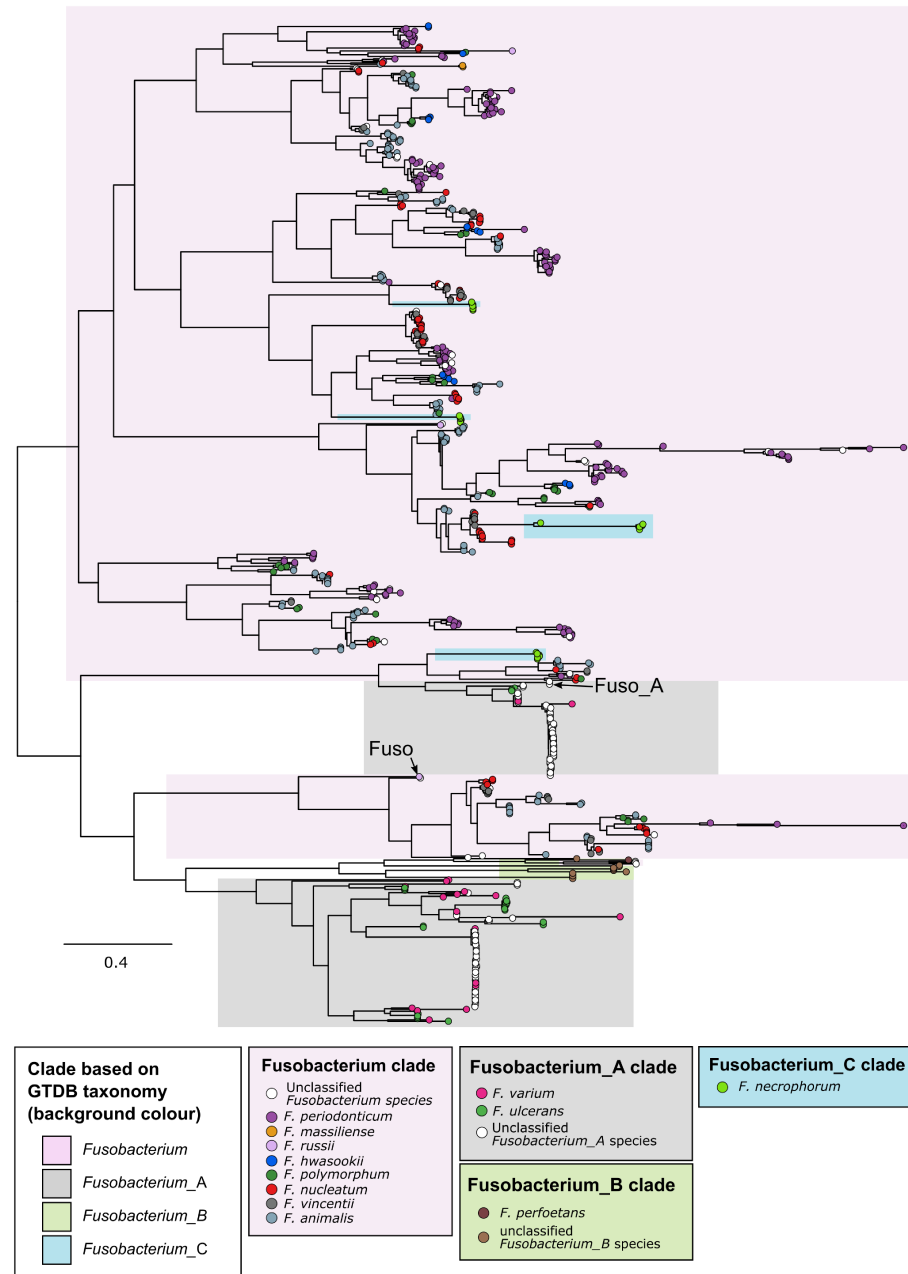 Fuso_A
Fuso
0.4
Clade based on
GTDB taxonomy
(background colour)
Fusobacterium
Fusobacterium_A
Fusobacterium_B
Fusobacterium_C
Fusobacterium clade
Unclassified
Fusobacterium species
F. periodonticum
F. massiliense
F. russii
F. hwasookii
F. polymorphum
F. nucleatum
F. vincentii
F. animalis
Fusobacterium_A clade
F. varium
F. ulcerans
Unclassified
Fusobacterium_A species
Fusobacterium_B clade
F. perfoetans
unclassified
Fusobacterium_B species
Fusobacterium_C clade
F. necrophorum